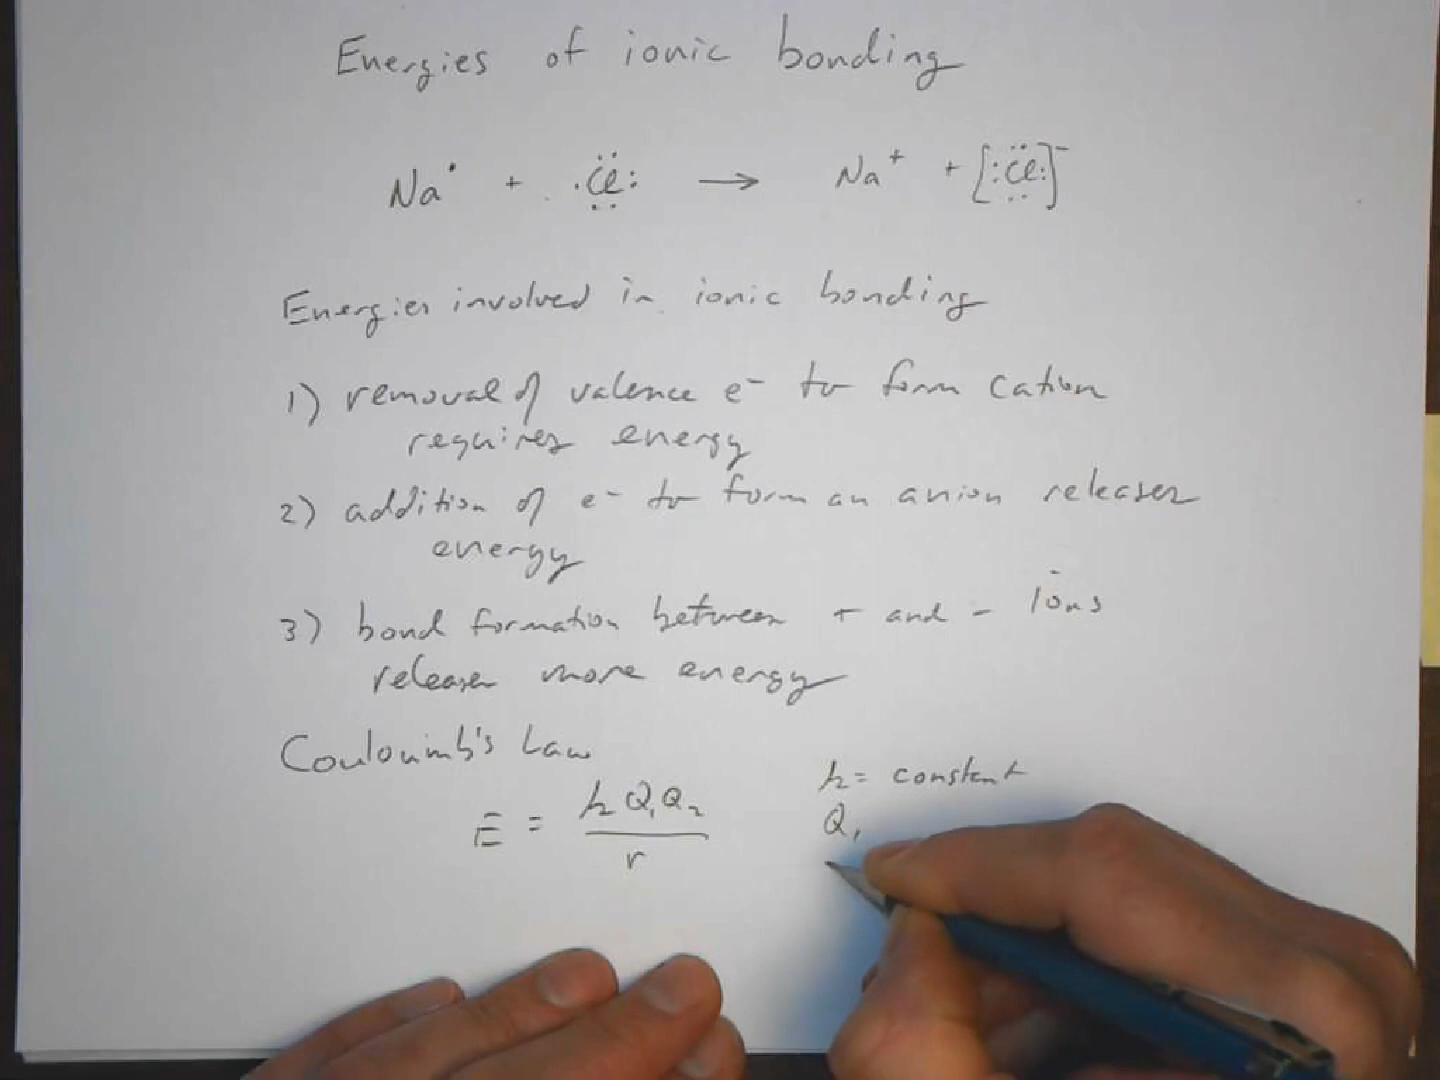 Energies of ionic bonding
Na· + ·C̈l: → Na⁺ + [:C̈l:]⁻
Energies involved in ionic bonding
1) removal of valence e⁻ to form cation
requires energy
2) addition of e⁻ to form an anion releases
energy
3) bond formation between + and - ions
releases more energy
Couloumb's Law
E = k Q₁Q₂ / r
k = constant
Q₁